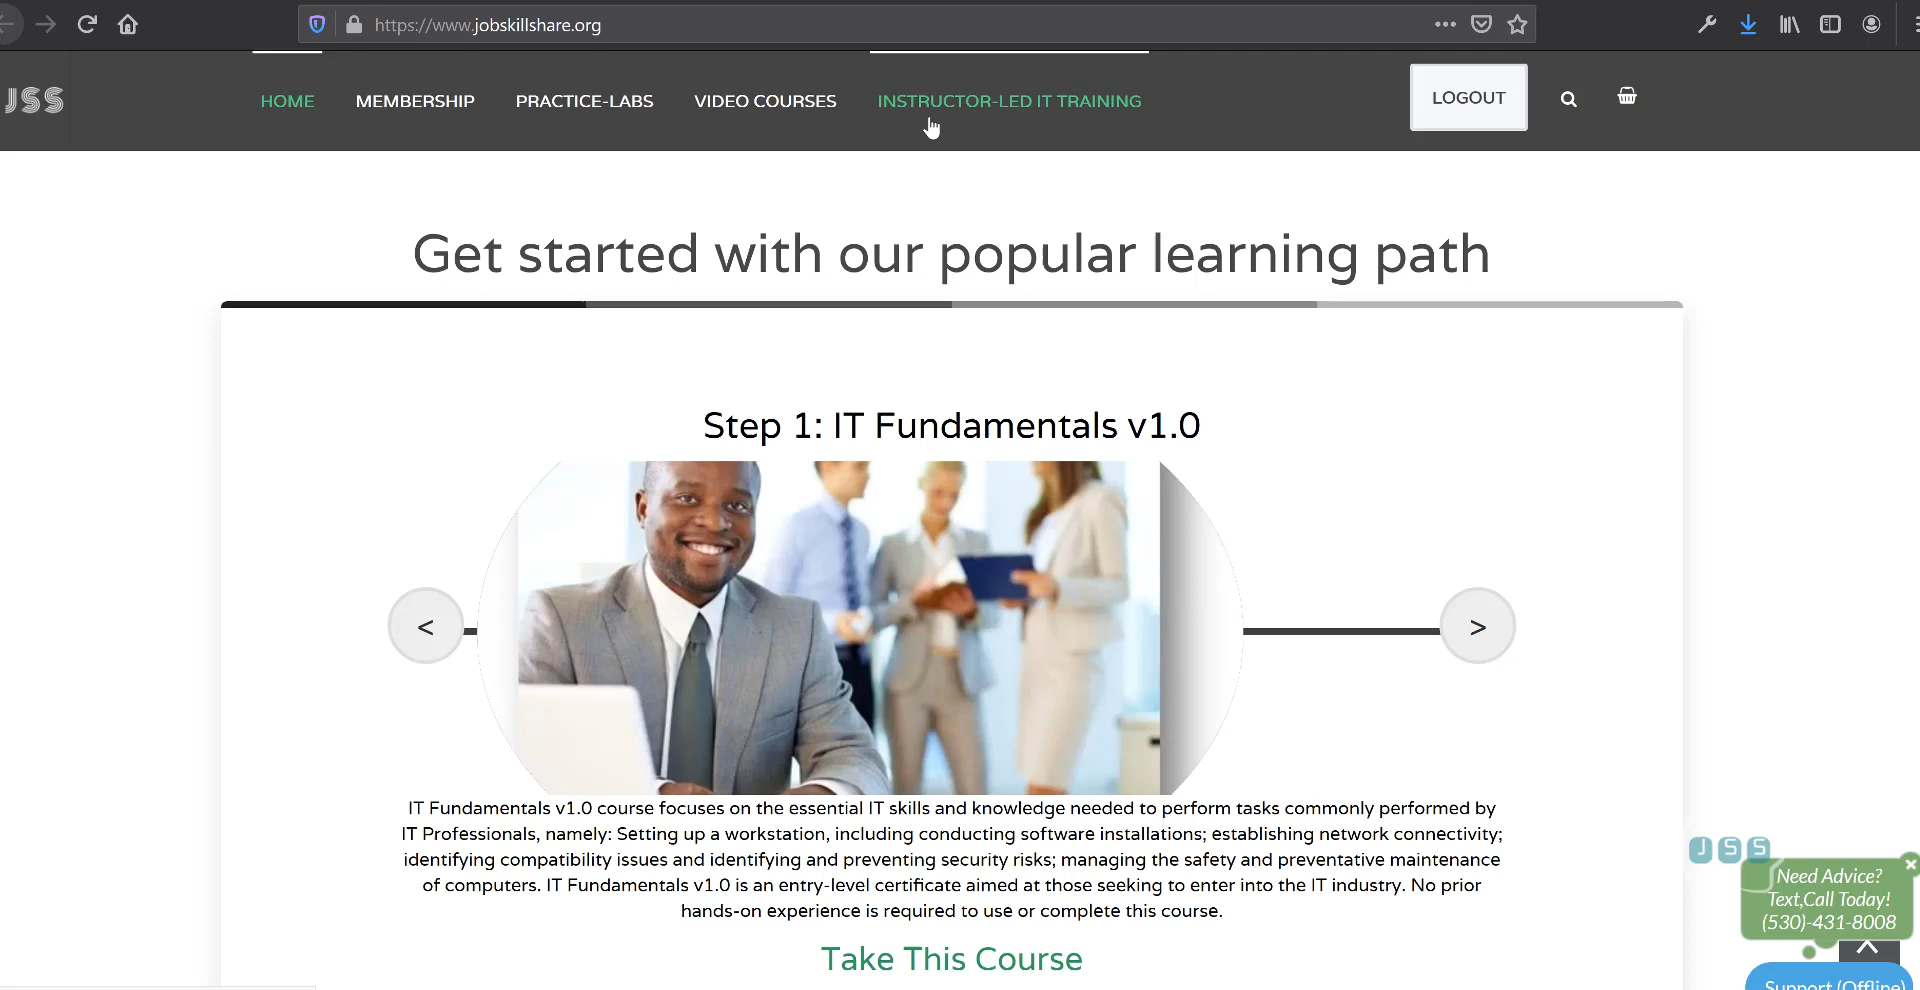 https://www.jobskillshare.org
JSS
HOME MEMBERSHIP PRACTICE-LABS VIDEO COURSES INSTRUCTOR-LED IT TRAINING LOGOUT
Get started with our popular learning path
Step 1: IT Fundamentals v1.0
< >
IT Fundamentals v1.0 course focuses on the essential IT skills and knowledge needed to perform tasks commonly performed by
IT Professionals, namely: Setting up a workstation, including conducting software installations; establishing network connectivity;
identifying compatibility issues and identifying and preventing security risks; managing the safety and preventative maintenance
of computers. IT Fundamentals v1.0 is an entry-level certificate aimed at those seeking to enter into the IT industry. No prior
hands-on experience is required to use or complete this course.
Take This Course
JSS
Need Advice?
Text,Call Today!
(530)-431-8008
Support (Offline)